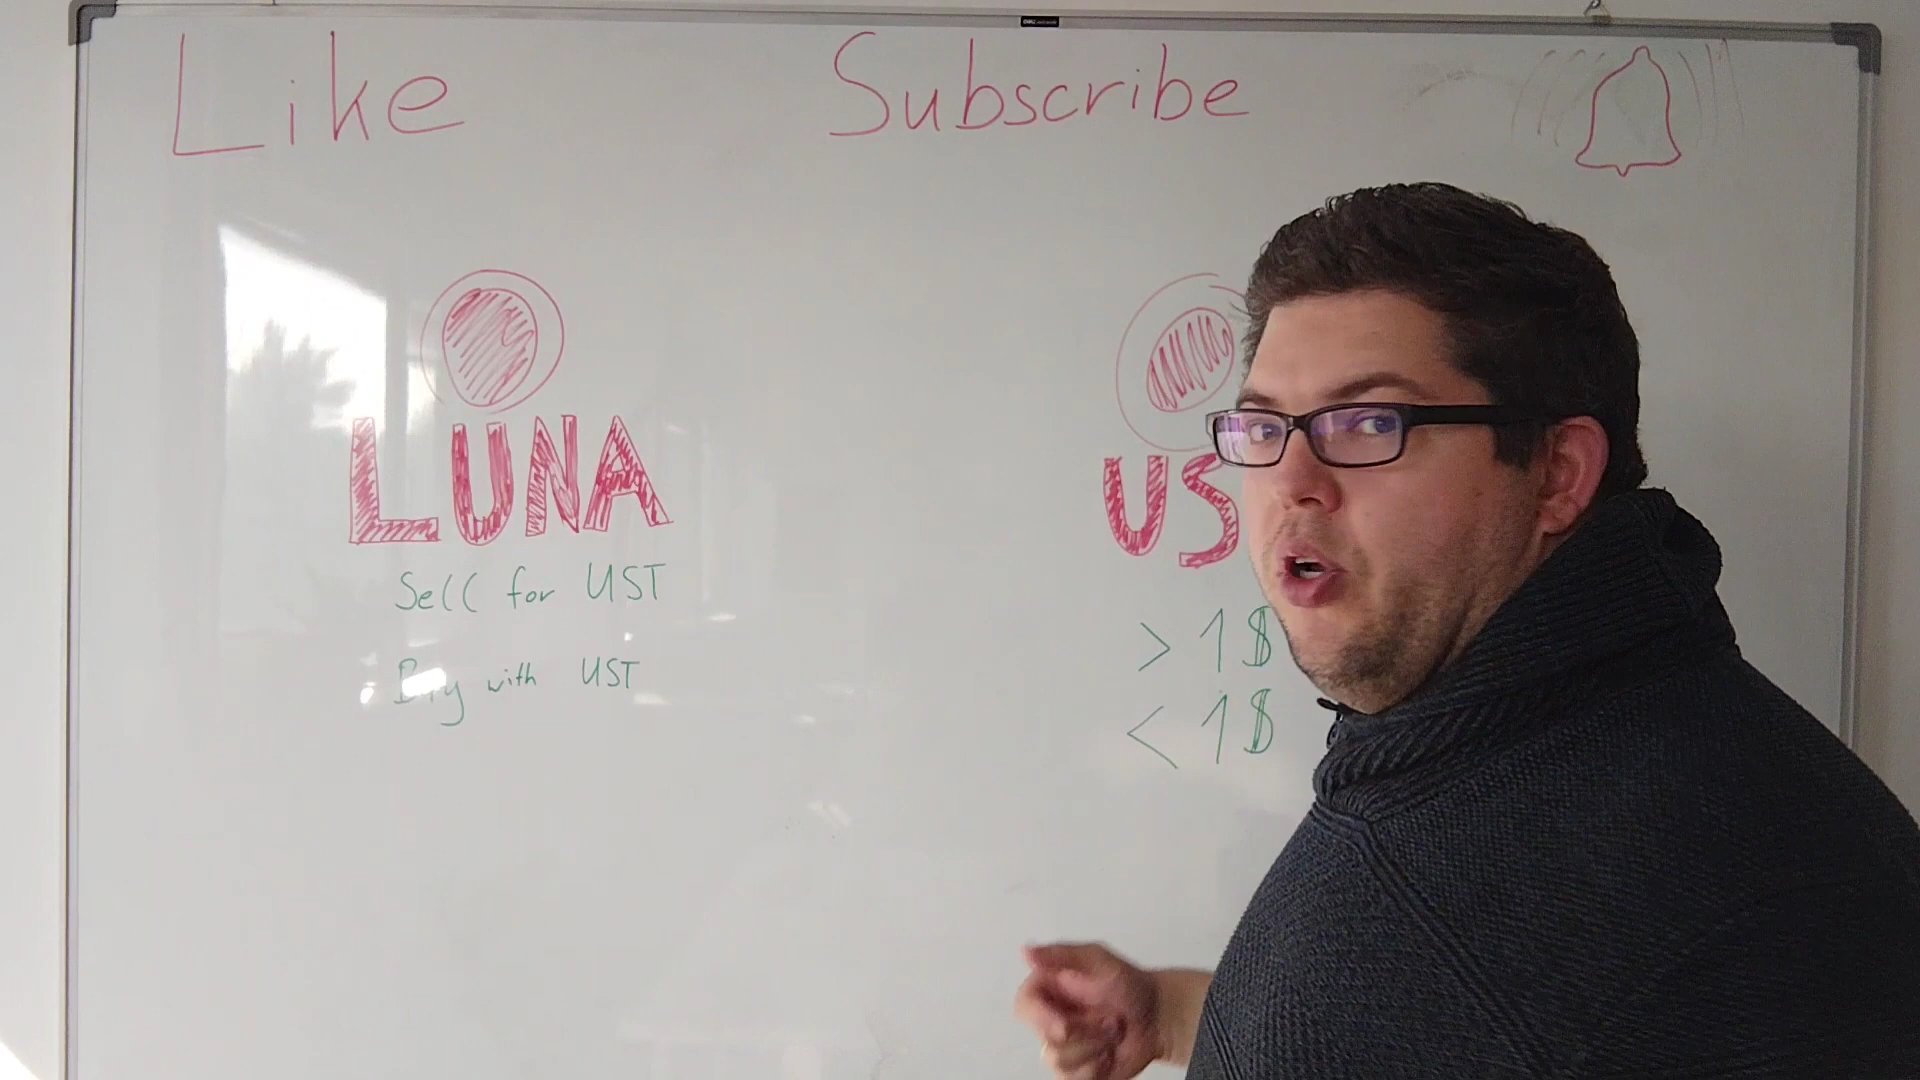 Like Subscribe
LUNA US
Sell for UST > 1$
Buy with UST < 1$